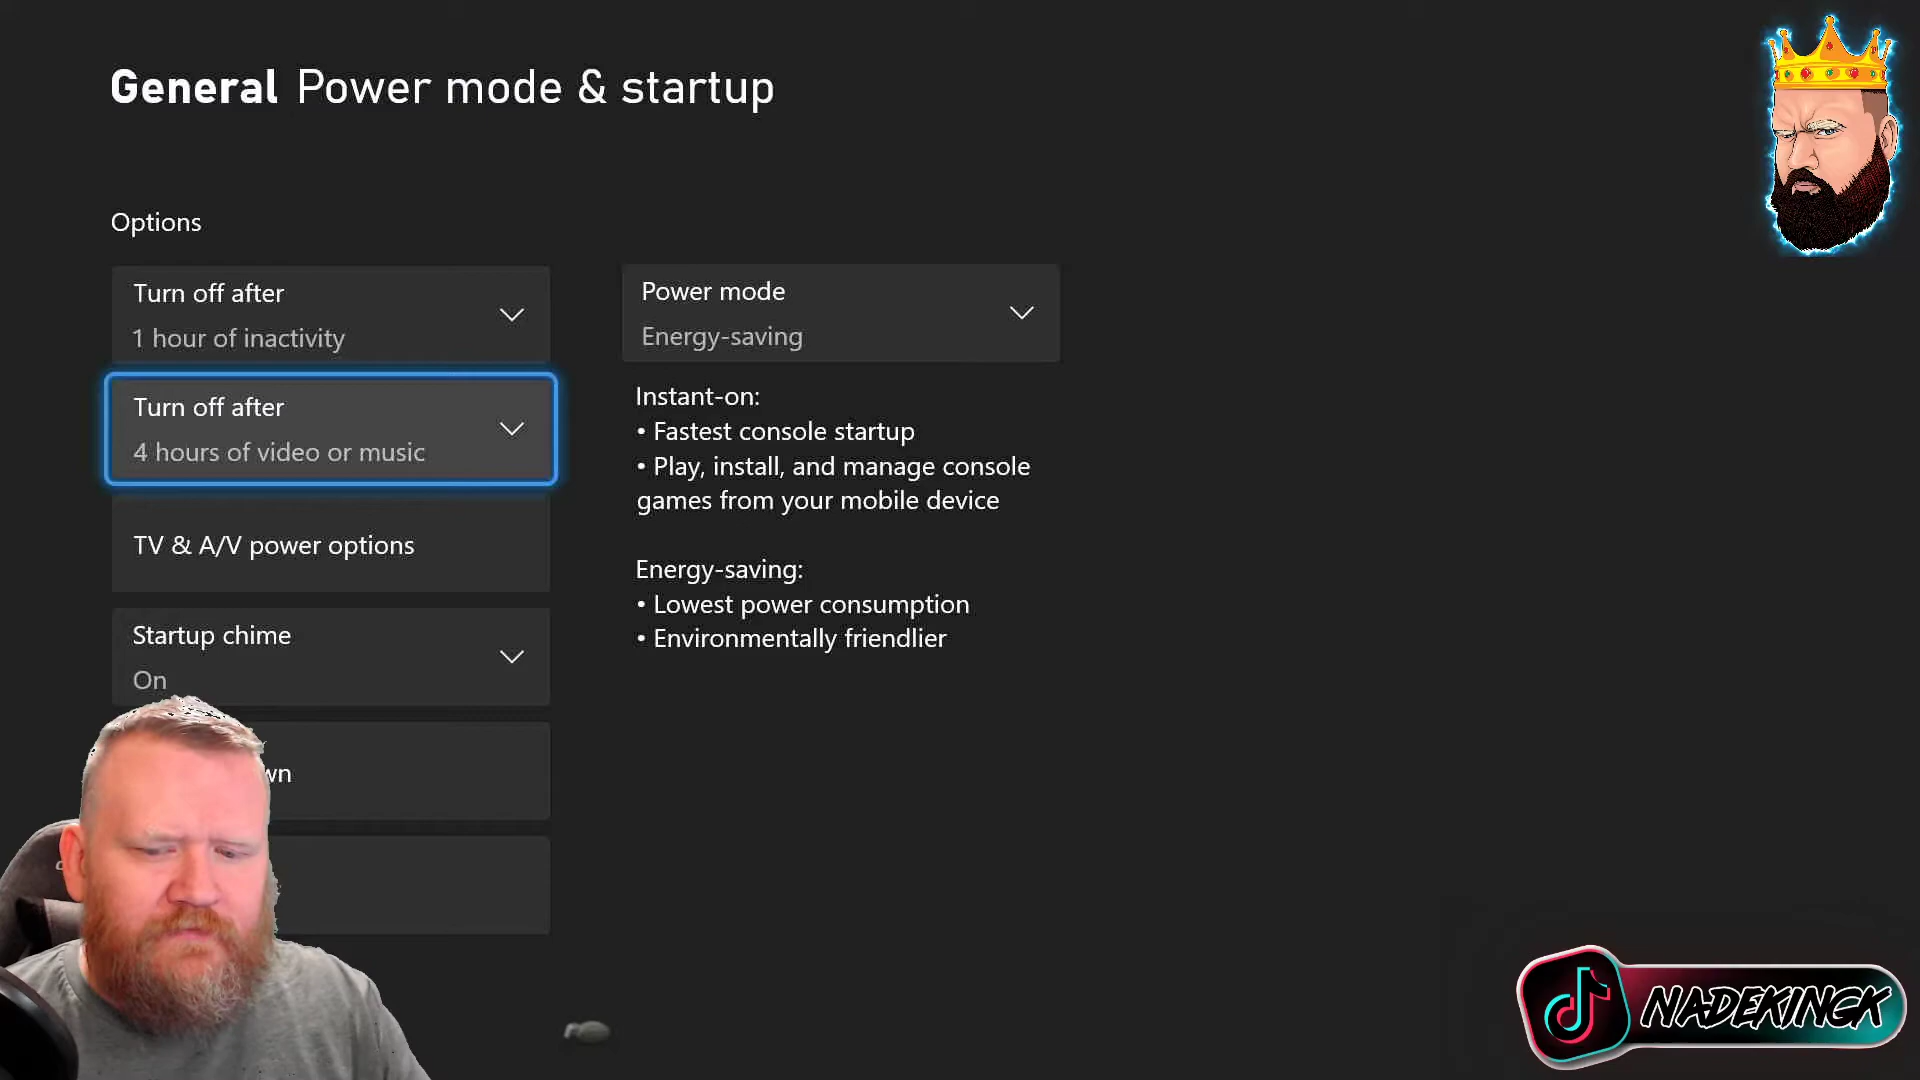 General Power mode & startup
Options
Turn off after
1 hour of inactivity
Turn off after
4 hours of video or music
TV & A/V power options
Startup chime
On
Power mode
Energy-saving
Instant-on:
• Fastest console startup
• Play, install, and manage console
games from your mobile device
Energy-saving:
• Lowest power consumption
• Environmentally friendlier
NADEKINGK